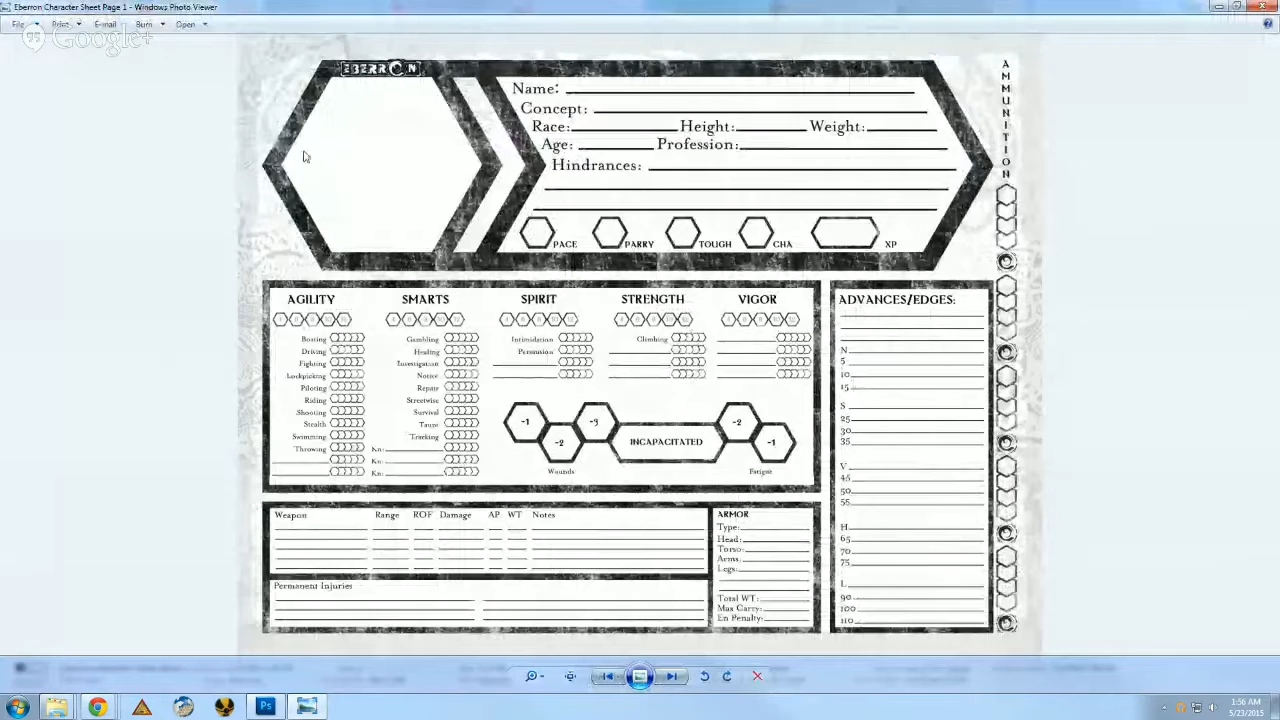 Eberron Character Sheet Page 1 - Windows Photo Viewer
File Print E-mail Burn Open
Google+
EBERRON
Name:
Concept:
Race: Height: Weight:
Age: Profession:
Hindrances:
PACE PARRY TOUGH CHA XP
AMMUNITION
AGILITY SMARTS SPIRIT STRENGTH VIGOR
Boating Gambling Intimidation Climbing
Driving Healing Persuasion
Fighting Investigation
Lockpicking Notice
Piloting Repair
Riding Streetwise
Shooting Survival
Stealth Taunt
Swimming Tracking
Throwing Kn:
Kn:
Kn:
-1 -2 -3 INCAPACITATED -2 -1
Wounds Fatigue
ADVANCES/EDGES:
N
5
10
15
S
25
30
35
V
45
50
55
H
65
70
75
L
90
100
110
Weapon Range ROF Damage AP WT Notes
Permanent Injuries
ARMOR
Type:
Head:
Torso:
Arms:
Legs:
Total WT:
Max Carry:
En Penalty:
Ps
1:56 AM
5/23/2015